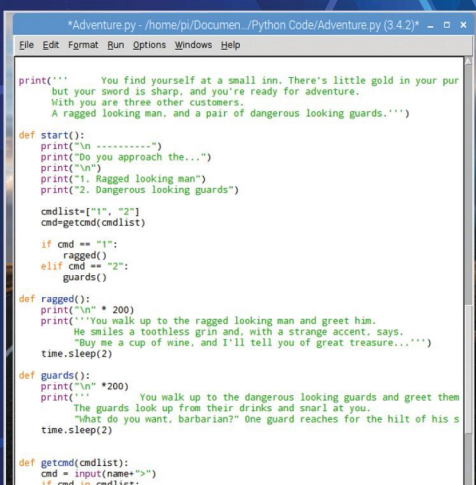 *Adventure.py - /home/pi/Documen.../Python Code/Adventure.py (3.4.2)*
File Edit Format Run Options Windows Help
print('''      You find yourself at a small inn. There's little gold in your pur
      but your sword is sharp, and you're ready for adventure.
      With you are three other customers.
      A ragged looking man, and a pair of dangerous looking guards.''')
def start():
    print("\n ----------")
    print("Do you approach the...")
    print("\n")
    print("1. Ragged looking man")
    print("2. Dangerous looking guards")
    cmdlist=["1", "2"]
    cmd=getcmd(cmdlist)
    if cmd == "1":
        ragged()
    elif cmd == "2":
        guards()
def ragged():
    print("\n" * 200)
    print('''You walk up to the ragged looking man and greet him.
          He smiles a toothless grin and, with a strange accent, says,
          "Buy me a cup of wine, and I'll tell you of great treasure...''')
    time.sleep(2)
def guards():
    print("\n" *200)
    print('''      You walk up to the dangerous looking guards and greet them
          The guards look up from their drinks and snarl at you.
          "What do you want, barbarian?" One guard reaches for the hilt of his s
    time.sleep(2)
def getcmd(cmdlist):
    cmd = input(name+">")
    if cmd in cmdlist: